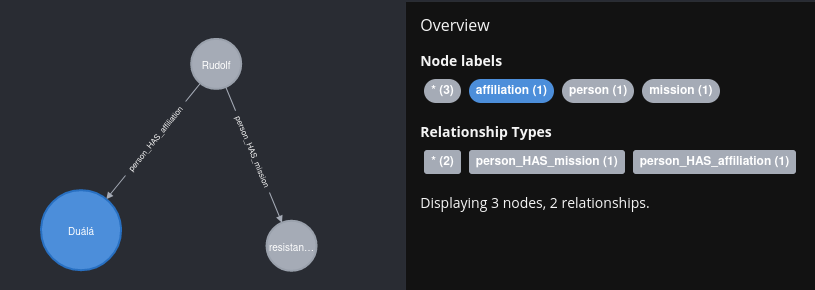 Rudolf
person_HAS_affiliation
person_HAS_mission
Duálá
resistan...
Overview
Node labels
* (3) affiliation (1) person (1) mission (1)
Relationship Types
* (2) person_HAS_mission (1) person_HAS_affiliation (1)
Displaying 3 nodes, 2 relationships.